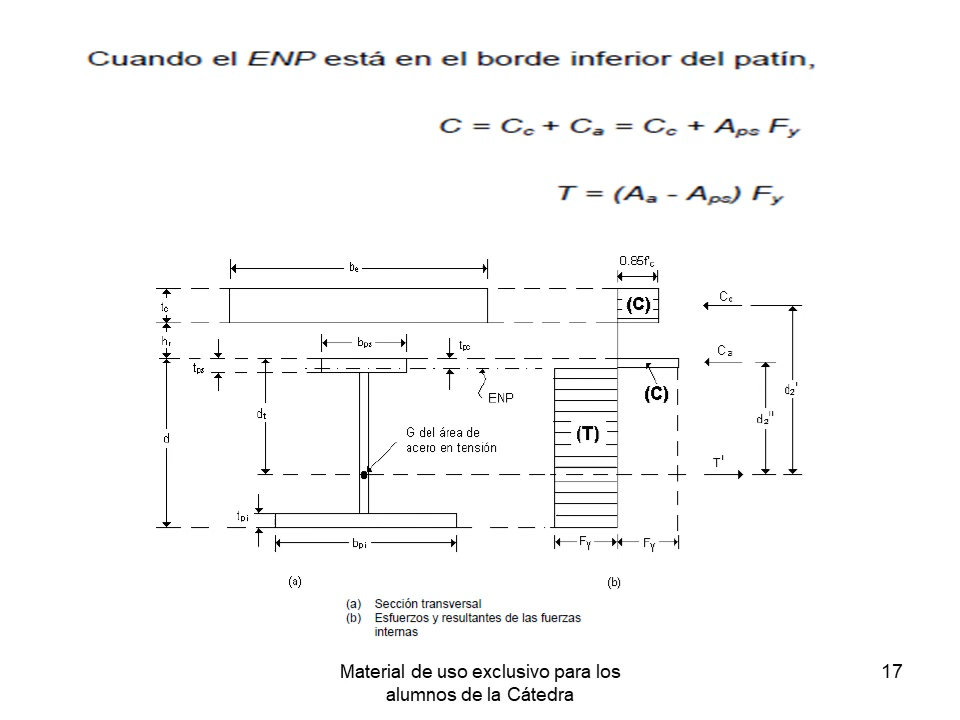 Cuando el ENP está en el borde inferior del patín,
C = Cc + Ca = Cc + Aps Fy
T = (Aa - Aps) Fy
0.85f'c
be
(C)
Cc
tc
hr
bps
tpc
Ca
tps
ENP
(C)
d2'
dt
d2''
d
G del área de
acero en tensión
(T)
T'
tpi
bpi
Fy
Fy
(a)
(b)
(a) Sección transversal
(b) Esfuerzos y resultantes de las fuerzas
internas
Material de uso exclusivo para los
alumnos de la Cátedra
17